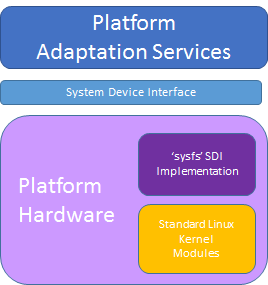 Platform
Adaptation Services
System Device Interface
Platform
Hardware
‘sysfs’ SDI
Implementation
Standard Linux
Kernel
Modules